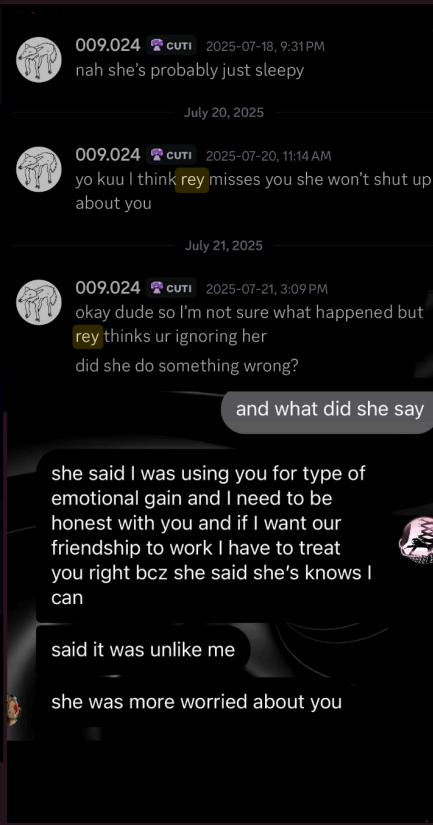 009.024 CUTI 2025-07-18, 9:31 PM
nah she's probably just sleepy
July 20, 2025
009.024 CUTI 2025-07-20, 11:14 AM
yo kuu I think rey misses you she won't shut up
about you
July 21, 2025
009.024 CUTI 2025-07-21, 3:09 PM
okay dude so I'm not sure what happened but
rey thinks ur ignoring her
did she do something wrong?
and what did she say
she said I was using you for type of
emotional gain and I need to be
honest with you and if I want our
friendship to work I have to treat
you right bcz she said she's knows I
can
said it was unlike me
she was more worried about you